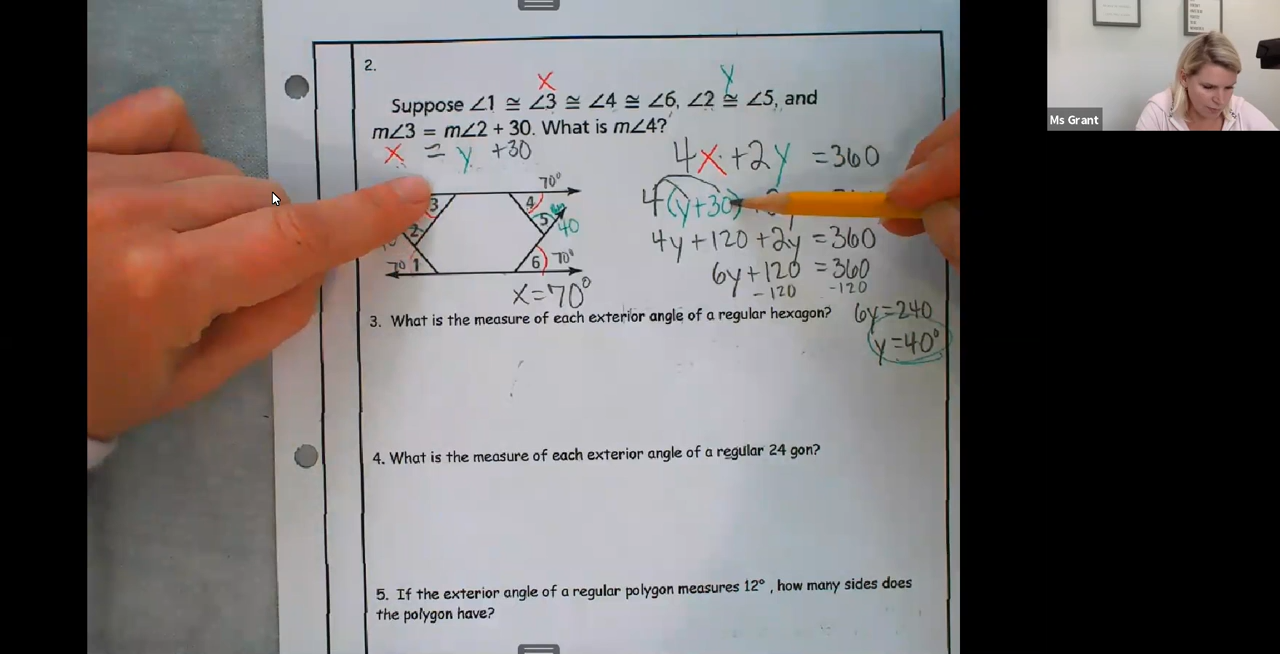 2.
X
y
Suppose ∠1 ≅ ∠3 ≅ ∠4 ≅ ∠6, ∠2 ≅ ∠5, and
m∠3 = m∠2 + 30. What is m∠4?
x = y +30
4x + 2y = 360
4(y+30)
4y + 120 + 2y = 360
6y + 120 = 360
-120 -120
6y = 240
y = 40°
70°
3
4
2
5
40
70° 1
6 70°
x = 70°
3. What is the measure of each exterior angle of a regular hexagon?
4. What is the measure of each exterior angle of a regular 24 gon?
5. If the exterior angle of a regular polygon measures 12° , how many sides does
the polygon have?
Ms Grant